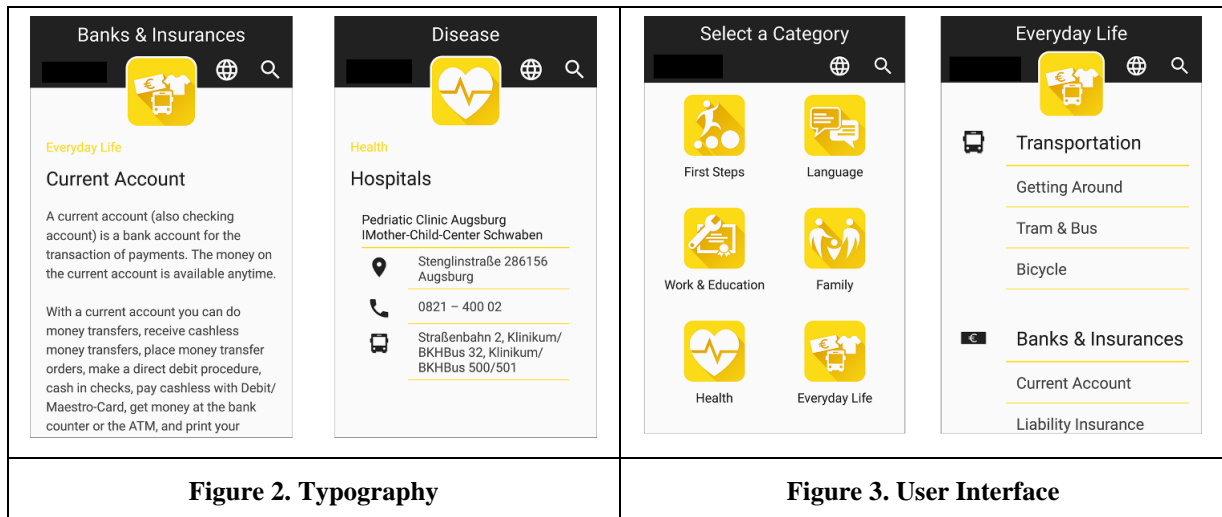 Banks & Insurances
Everyday Life
Current Account
A current account (also checking
account) is a bank account for the
transaction of payments. The money on
the current account is available anytime.
With a current account you can do
money transfers, receive cashless
money transfers, place money transfer
orders, make a direct debit procedure,
cash in checks, pay cashless with Debit/
Maestro-Card, get money at the bank
counter or the ATM, and print your
Disease
Health
Hospitals
Pedriatic Clinic Augsburg
IMother-Child-Center Schwaben
Stenglinstraße 286156
Augsburg
0821 – 400 02
Straßenbahn 2, Klinikum/
BKHBus 32, Klinikum/
BKHBus 500/501
Select a Category
First Steps
Language
Work & Education
Family
Health
Everyday Life
Everyday Life
Transportation
Getting Around
Tram & Bus
Bicycle
€
Banks & Insurances
Current Account
Liability Insurance
Figure 2. Typography
Figure 3. User Interface